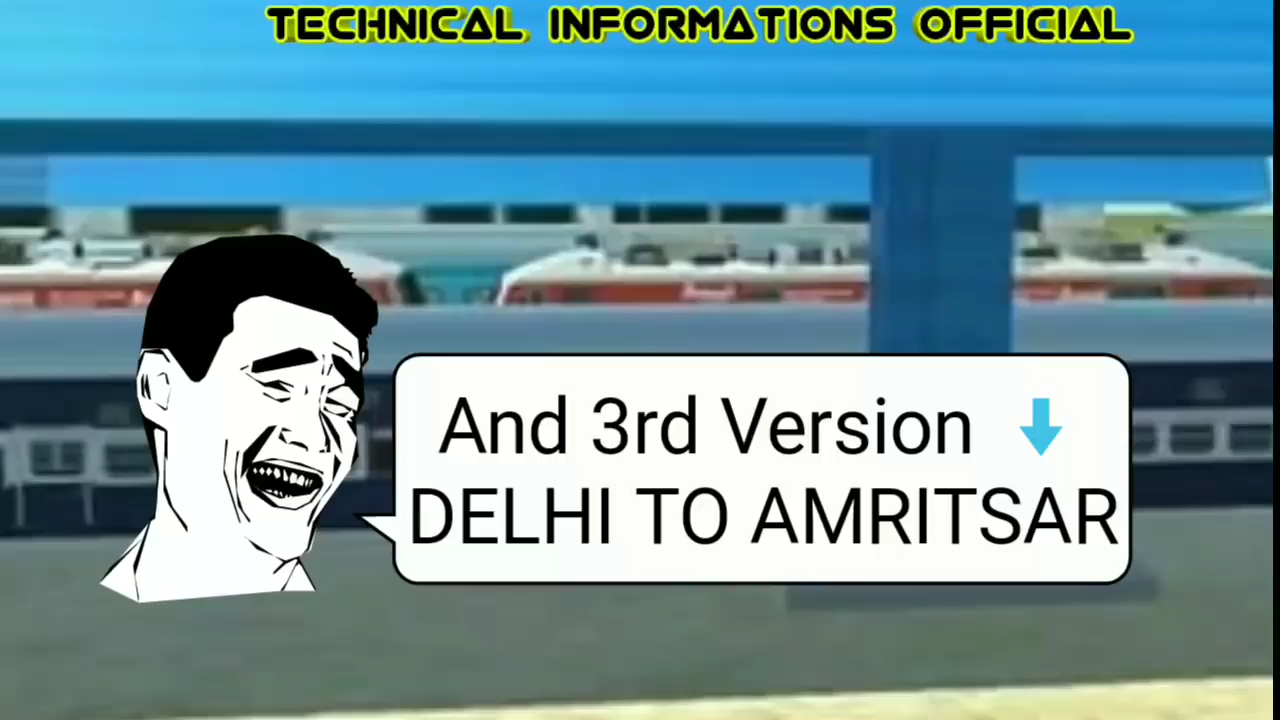 TECHNICAL INFORMATIONS OFFICIAL
And 3rd Version ⬇
DELHI TO AMRITSAR